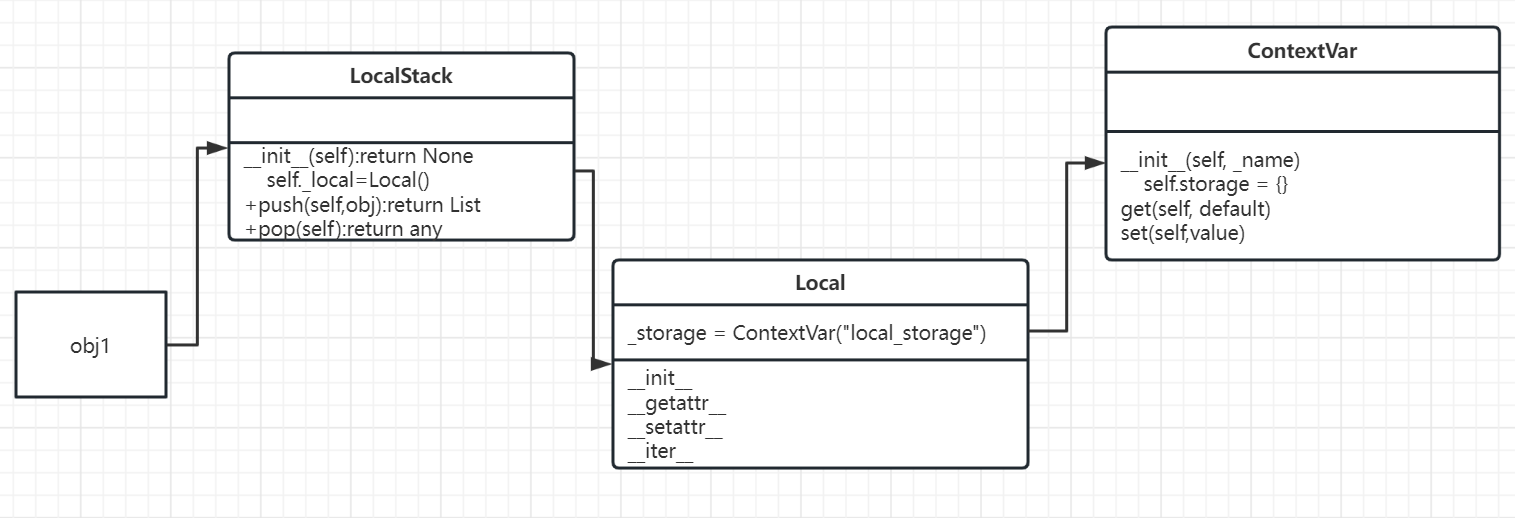 obj1
LocalStack
__init__(self):return None
self._local=Local()
+push(self,obj):return List
+pop(self):return any
Local
_storage = ContextVar("local_storage")
__init__
__getattr__
__setattr__
__iter__
ContextVar
__init__(self, _name)
self.storage = {}
get(self, default)
set(self,value)